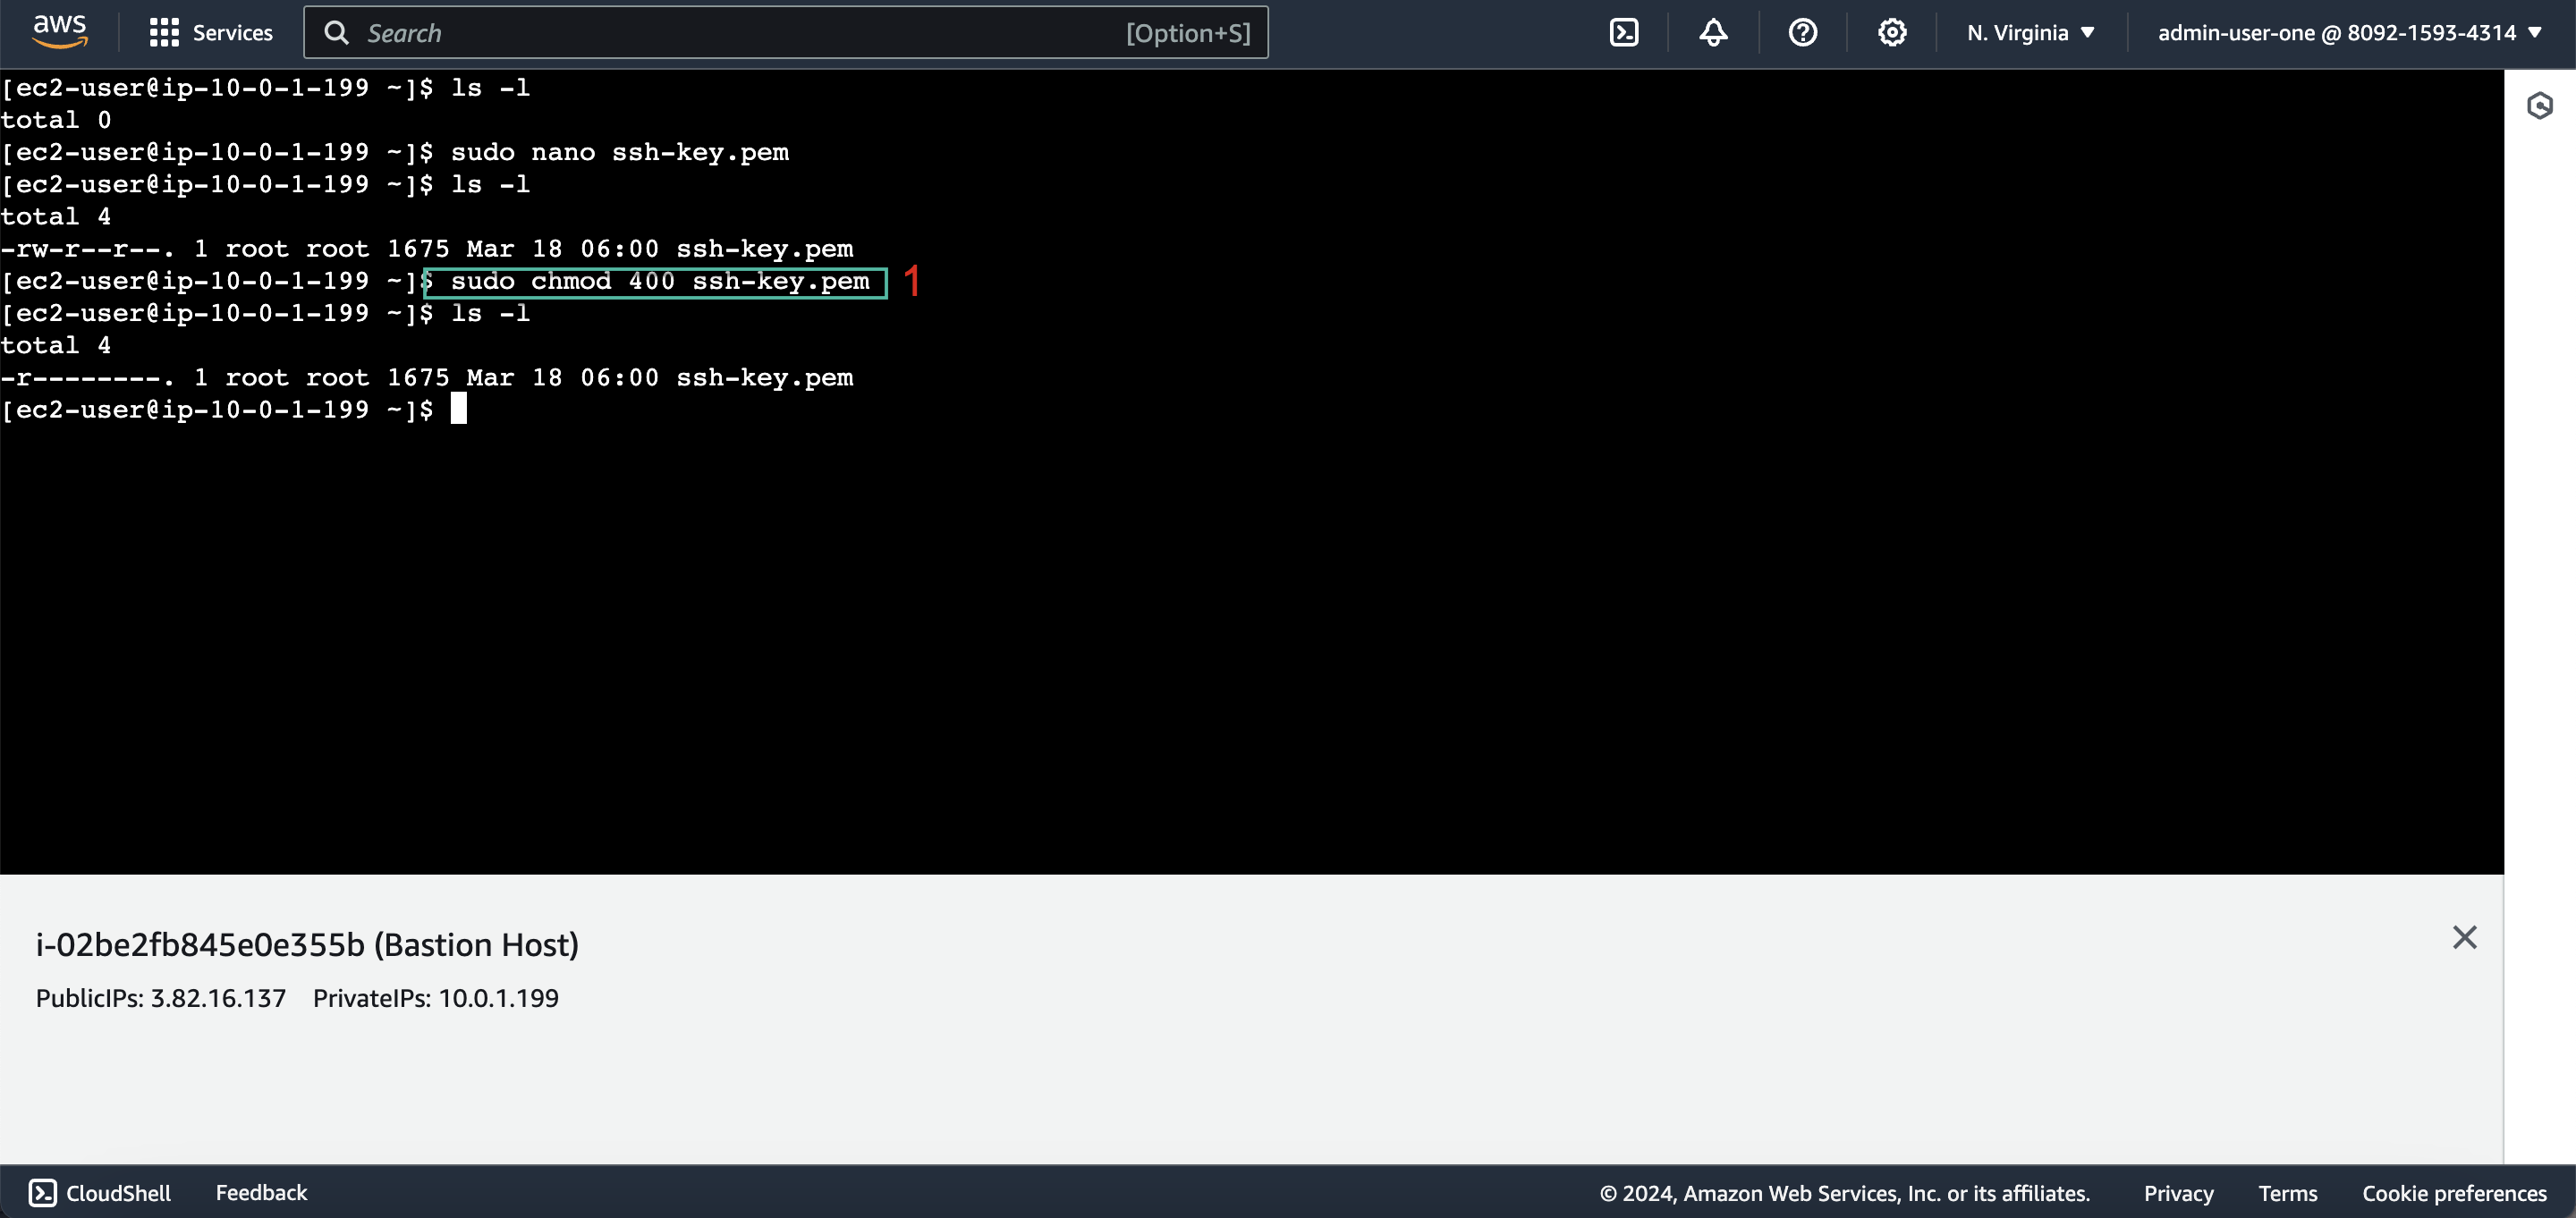 aws Services Search [Option+S] N. Virginia ▼ admin-user-one @ 8092-1593-4314 ▼
[ec2-user@ip-10-0-1-199 ~]$ ls -l
total 0
[ec2-user@ip-10-0-1-199 ~]$ sudo nano ssh-key.pem
[ec2-user@ip-10-0-1-199 ~]$ ls -l
total 4
-rw-r--r--. 1 root root 1675 Mar 18 06:00 ssh-key.pem
[ec2-user@ip-10-0-1-199 ~]$ sudo chmod 400 ssh-key.pem 1
[ec2-user@ip-10-0-1-199 ~]$ ls -l
total 4
-r--------. 1 root root 1675 Mar 18 06:00 ssh-key.pem
[ec2-user@ip-10-0-1-199 ~]$
i-02be2fb845e0e355b (Bastion Host)
PublicIPs: 3.82.16.137 PrivateIPs: 10.0.1.199
CloudShell Feedback © 2024, Amazon Web Services, Inc. or its affiliates. Privacy Terms Cookie preferences